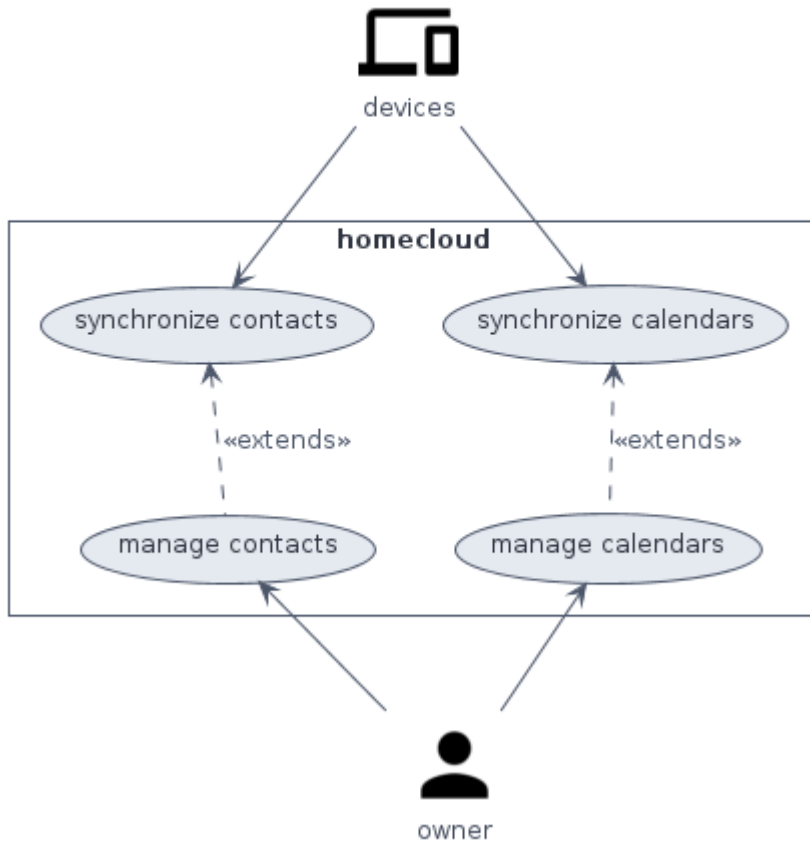 devices
homecloud
synchronize contacts
synchronize calendars
«extends»
«extends»
manage contacts
manage calendars
owner